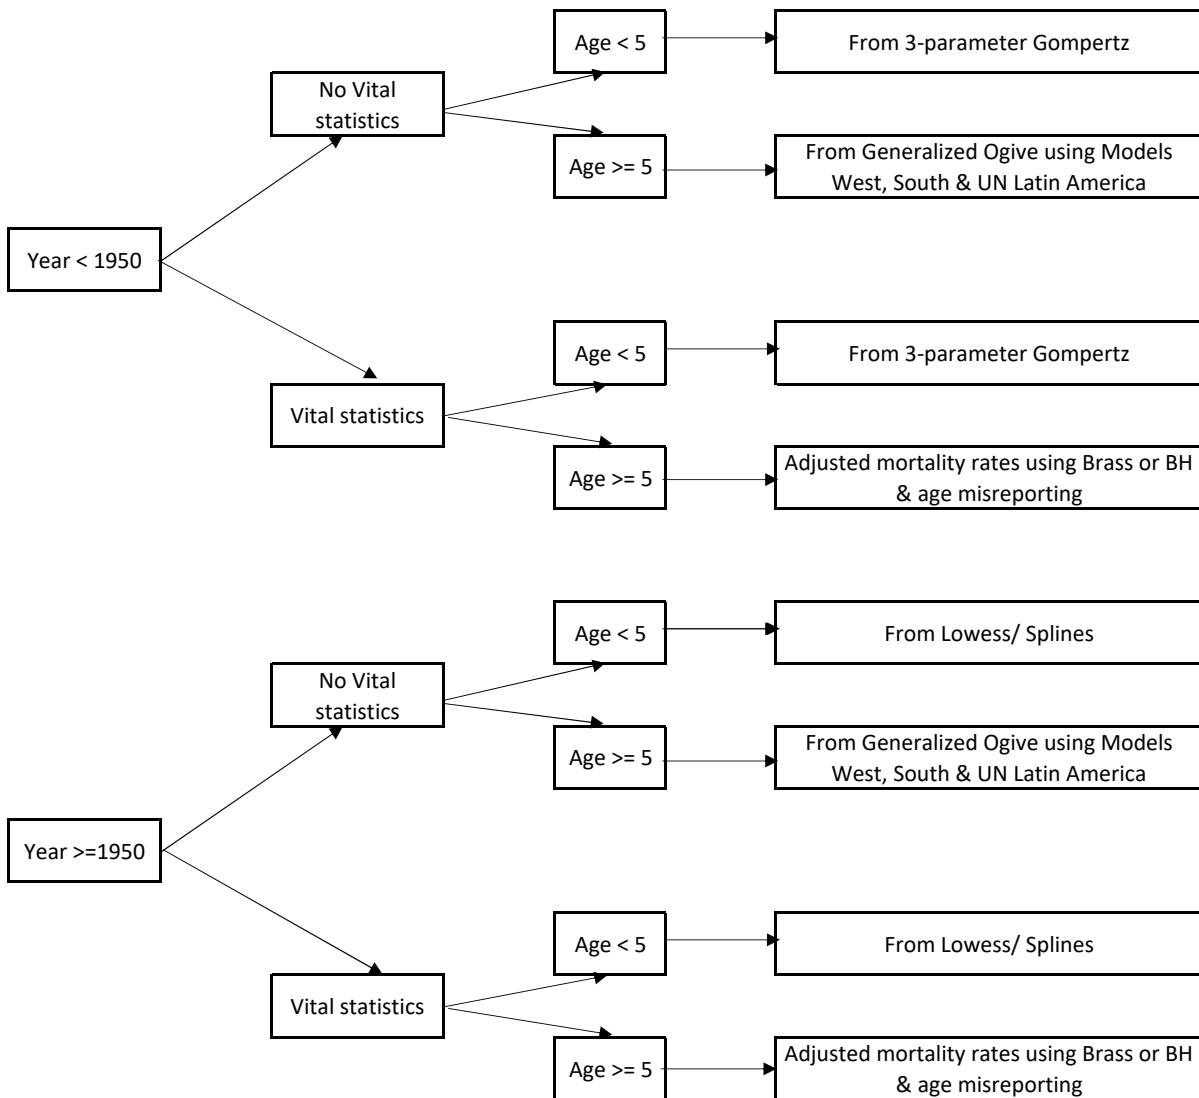 Age < 5
From 3-parameter Gompertz
No Vital
statistics
Age >= 5
From Generalized Ogive using Models
West, South & UN Latin America
Year < 1950
Age < 5
From 3-parameter Gompertz
Vital statistics
Age >= 5
Adjusted mortality rates using Brass or BH
& age misreporting
Age < 5
From Lowess/ Splines
No Vital
statistics
Age >= 5
From Generalized Ogive using Models
West, South & UN Latin America
Year >=1950
Age < 5
From Lowess/ Splines
Vital statistics
Age >= 5
Adjusted mortality rates using Brass or BH
& age misreporting